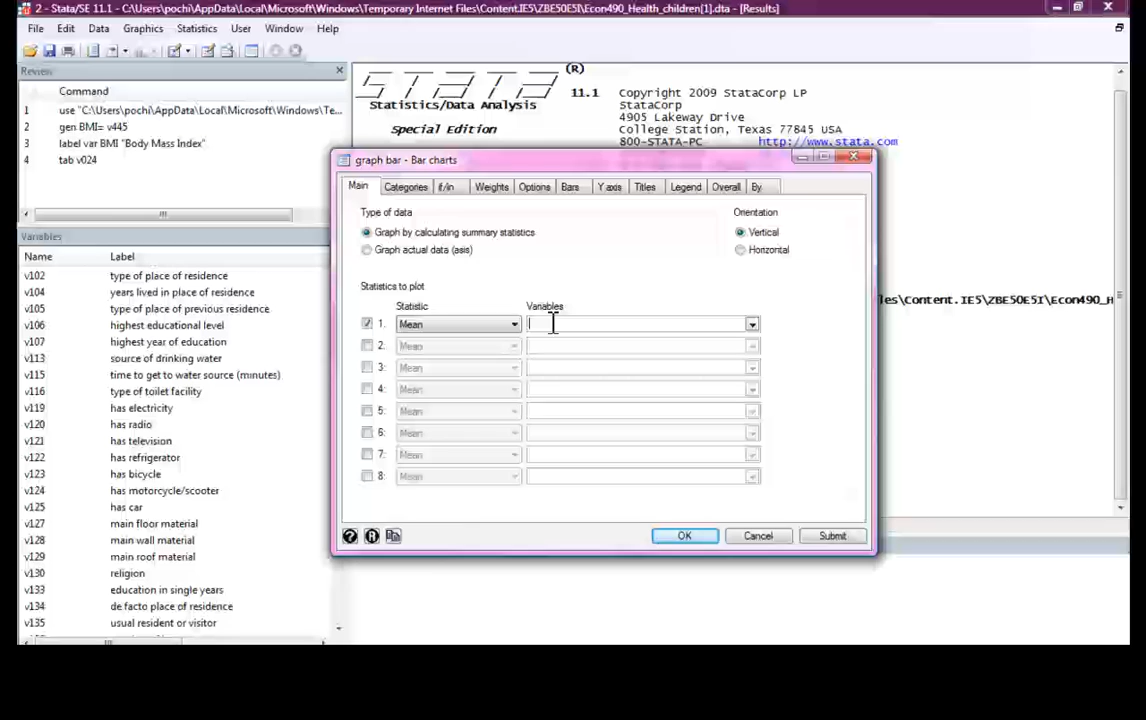 2 - Stata/SE 11.1 - C:\Users\pochi\AppData\Local\Microsoft\Windows\Temporary Internet Files\Content.IE5\ZBE50E5I\Econ490_Health_children[1].dta - [Results]
File Edit Data Graphics Statistics User Window Help
Review
Command
1 use "C:\Users\pochi\AppData\Local\Microsoft\Windows\Te...
2 gen BMI= v445
3 label var BMI "Body Mass Index"
4 tab v024
Variables
Name Label
v102 type of place of residence
v104 years lived in place of residence
v105 type of place of previous residence
v106 highest educational level
v107 highest year of education
v113 source of drinking water
v115 time to get to water source (minutes)
v116 type of toilet facility
v119 has electricity
v120 has radio
v121 has television
v122 has refrigerator
v123 has bicycle
v124 has motorcycle/scooter
v125 has car
v127 main floor material
v128 main wall material
v129 main roof material
v130 religion
v133 education in single years
v134 de facto place of residence
v135 usual resident or visitor
STATA (R)
Statistics/Data Analysis
Special Edition
11.1 Copyright 2009 StataCorp LP
StataCorp
4905 Lakeway Drive
College Station, Texas 77845 USA
800-STATA-PC http://www.stata.com
les\Content.IE5\ZBE50E5I\Econ490_H
graph bar - Bar charts
Main Categories if/in Weights Options Bars Y axis Titles Legend Overall By
Type of data
Graph by calculating summary statistics
Graph actual data (asis)
Orientation
Vertical
Horizontal
Statistics to plot
Statistic Variables
1: Mean
2: Mean
3: Mean
4: Mean
5: Mean
6: Mean
7: Mean
8: Mean
OK Cancel Submit